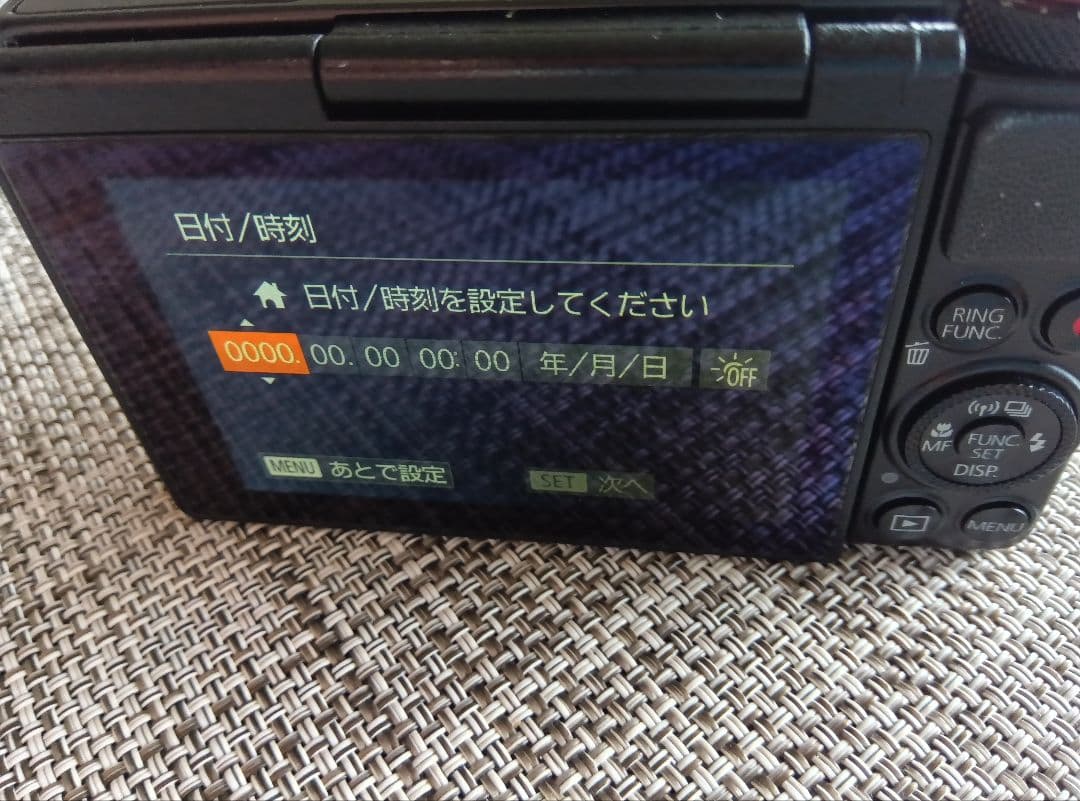 日付/時刻
日付/時刻を設定してください
0000. 00. 00 00: 00 年/月/日 OFF
MENU あとで設定 SET 次へ
RING
FUNC.
MF FUNC.
SET
DISP.
MENU